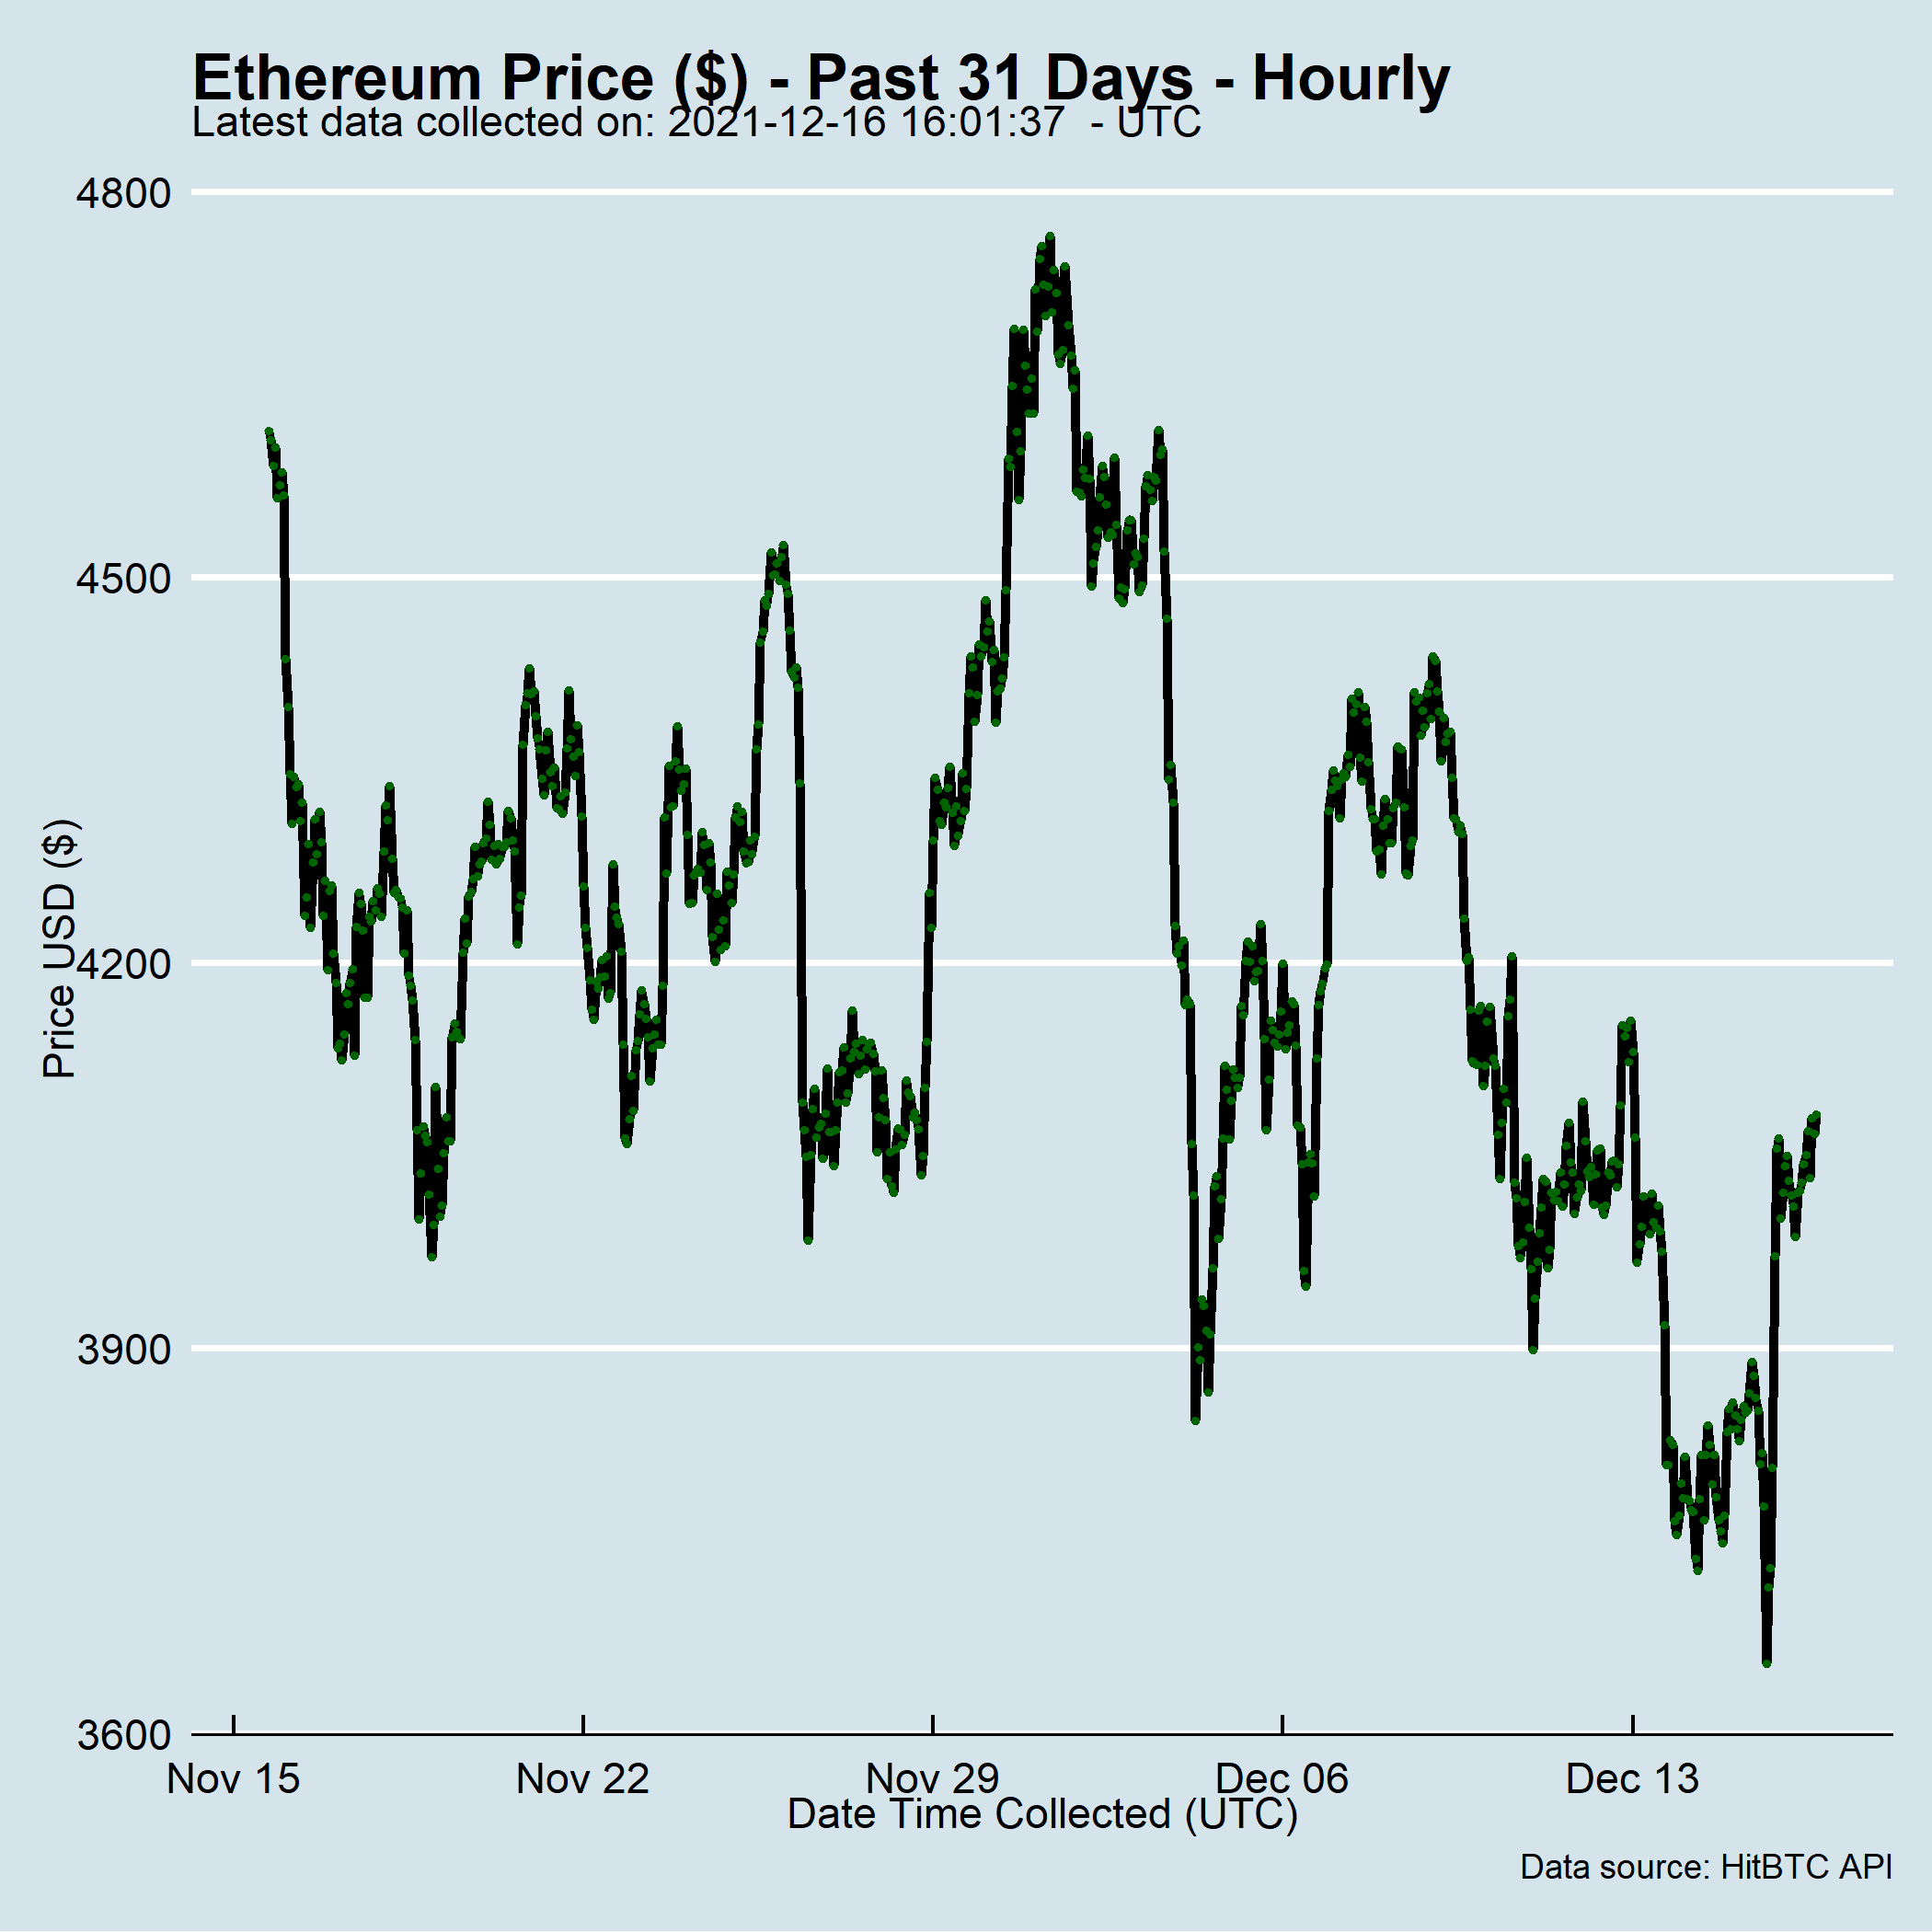 Ethereum Price ($) - Past 31 Days - Hourly
Latest data collected on: 2021-12-16 16:01:37  - UTC
4800
4500
4200
3900
3600
Price USD ($)
Nov 15
Nov 22
Nov 29
Dec 06
Dec 13
Date Time Collected (UTC)
Data source: HitBTC API